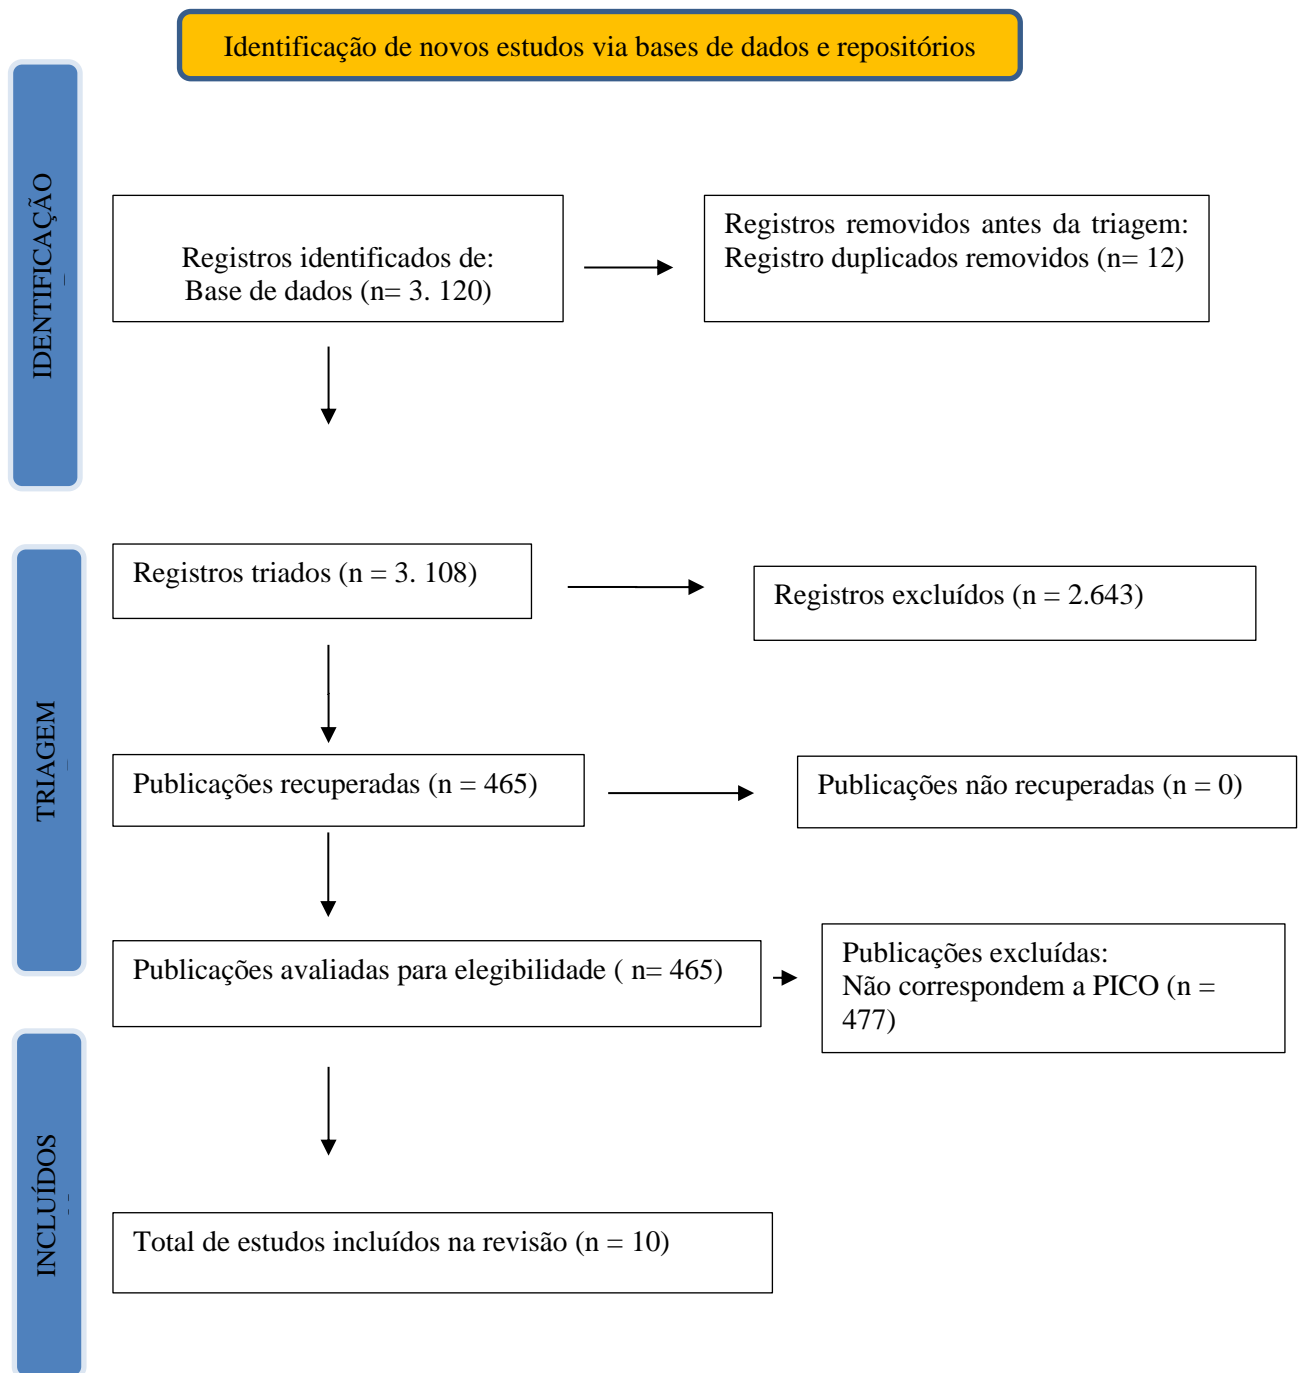 Identificação de novos estudos via bases de dados e repositórios
IDENTIFICAÇÃO
Registros identificados de:
Base de dados (n= 3. 120)
Registros removidos antes da triagem:
Registro duplicados removidos (n= 12)
TRIAGEM
Registros triados (n = 3. 108)
Registros excluídos (n = 2.643)
Publicações recuperadas (n = 465)
Publicações não recuperadas (n = 0)
Publicações avaliadas para elegibilidade ( n= 465)
Publicações excluídas:
Não correspondem a PICO (n =
477)
INCLUÍDOS
Total de estudos incluídos na revisão (n = 10)